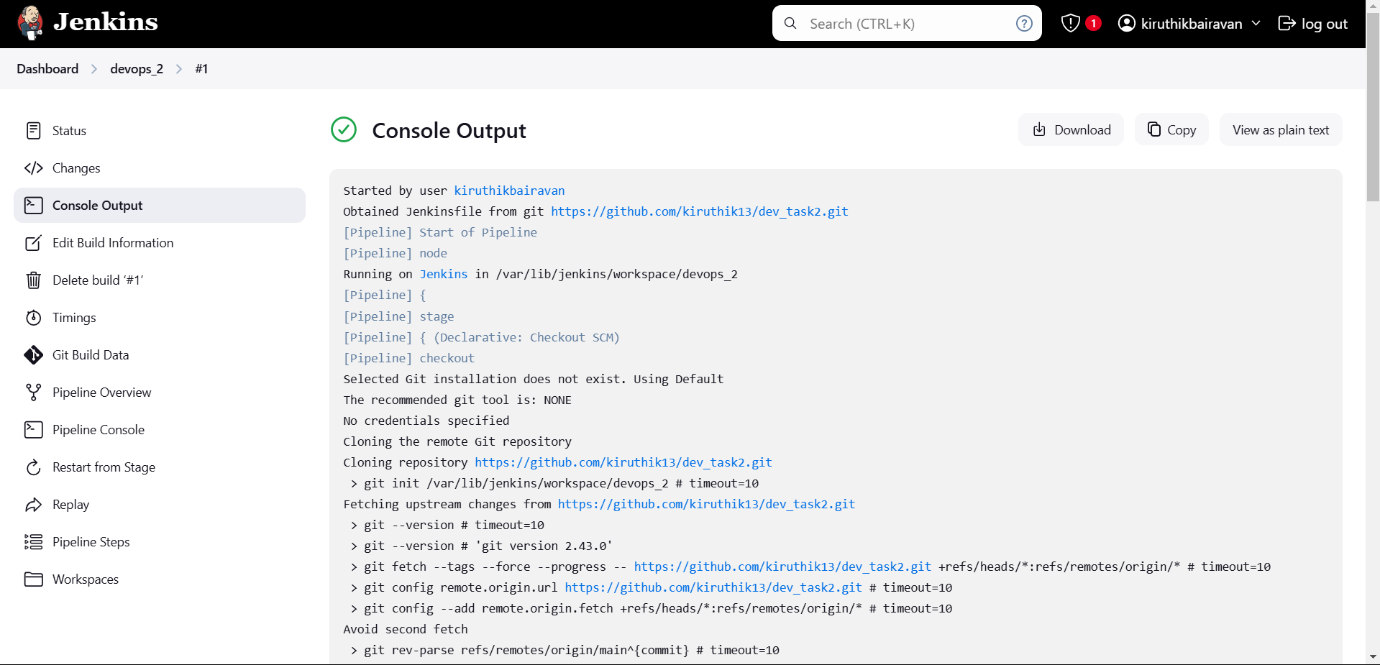 Jenkins
Search (CTRL+K)
?
1
kiruthikbairavan
log out
Dashboard > devops_2 > #1
Status
Changes
Console Output
Edit Build Information
Delete build ‘#1’
Timings
Git Build Data
Pipeline Overview
Pipeline Console
Restart from Stage
Replay
Pipeline Steps
Workspaces
Console Output
Download
Copy
View as plain text
Started by user kiruthikbairavan
Obtained Jenkinsfile from git https://github.com/kiruthik13/dev_task2.git
[Pipeline] Start of Pipeline
[Pipeline] node
Running on Jenkins in /var/lib/jenkins/workspace/devops_2
[Pipeline] {
[Pipeline] stage
[Pipeline] { (Declarative: Checkout SCM)
[Pipeline] checkout
Selected Git installation does not exist. Using Default
The recommended git tool is: NONE
No credentials specified
Cloning the remote Git repository
Cloning repository https://github.com/kiruthik13/dev_task2.git
> git init /var/lib/jenkins/workspace/devops_2 # timeout=10
Fetching upstream changes from https://github.com/kiruthik13/dev_task2.git
> git --version # timeout=10
> git --version # 'git version 2.43.0'
> git fetch --tags --force --progress -- https://github.com/kiruthik13/dev_task2.git +refs/heads/*:refs/remotes/origin/* # timeout=10
> git config remote.origin.url https://github.com/kiruthik13/dev_task2.git # timeout=10
> git config --add remote.origin.fetch +refs/heads/*:refs/remotes/origin/* # timeout=10
Avoid second fetch
> git rev-parse refs/remotes/origin/main^{commit} # timeout=10